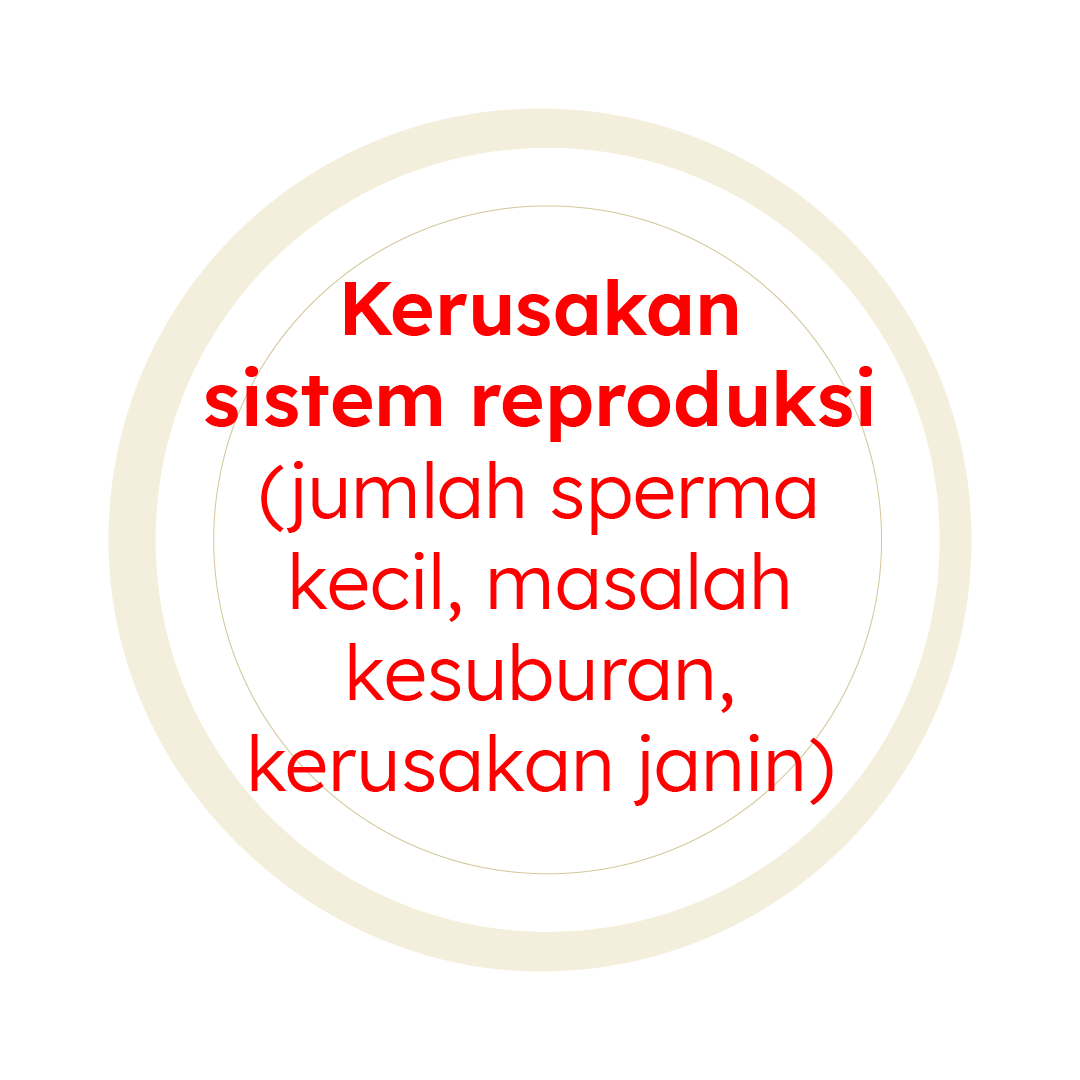 Kerusakan
sistem reproduksi
(jumlah sperma
kecil, masalah
kesuburan,
kerusakan janin)